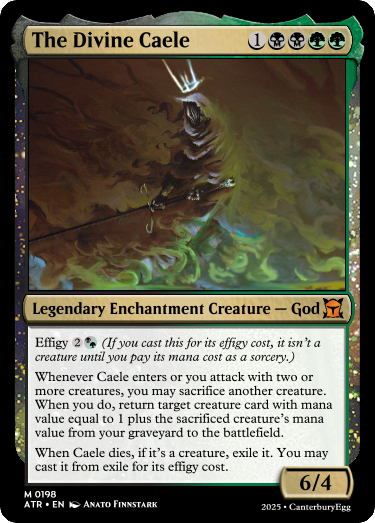 The Divine Caele 1
Legendary Enchantment Creature — God
Effigy 2 (If you cast this for its effigy cost, it isn't a
creature until you pay its mana cost as a sorcery.)
Whenever Caele enters or you attack with two or
more creatures, you may sacrifice another creature.
When you do, return target creature card with mana
value equal to 1 plus the sacrificed creature's mana
value from your graveyard to the battlefield.
When Caele dies, if it's a creature, exile it. You may
cast it from exile for its effigy cost.
6/4
M 0198
ATR • EN Anato Finnstark
2025 • CanterburyEgg